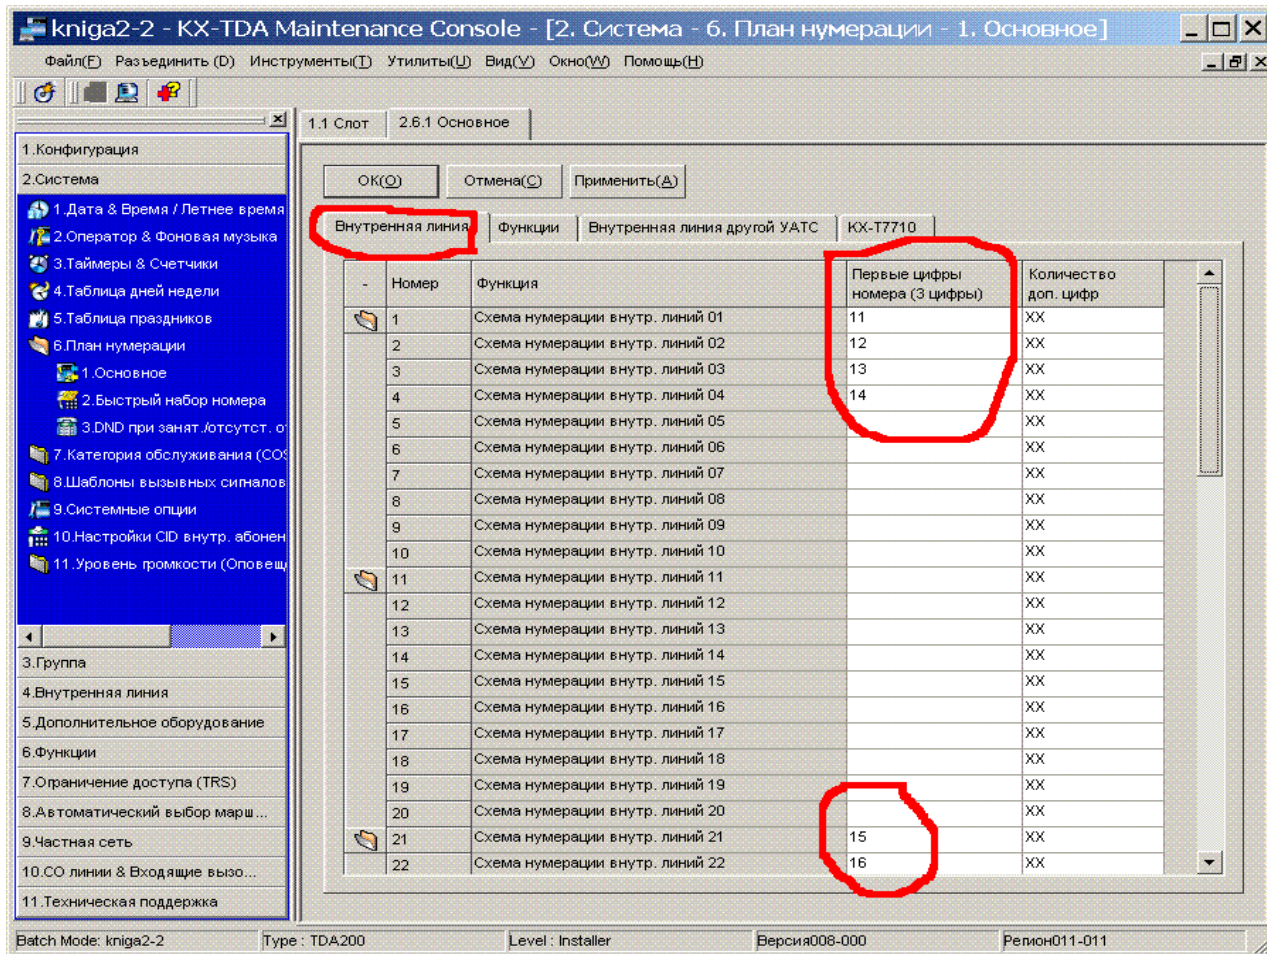 kniga2-2 - KX-TDA Maintenance Console - [2. Система - 6. План нумерации - 1. Основное]
Файл(F) Разъединить (D) Инструменты(T) Утилиты(U) Вид(V) Окно(W) Помощь(H)
1.1 Слот 2.6.1 Основное
1.Конфигурация
2.Система
1.Дата & Время / Летнее время
2.Оператор & Фоновая музыка
3.Таймеры & Счетчики
4.Таблица дней недели
5.Таблица праздников
6.План нумерации
1.Основное
2.Быстрый набор номера
3.DND при занят./отсутст. о
7.Категория обслуживания (COS
8.Шаблоны вызывных сигналов
9.Системные опции
10.Настройки CID внутр. абонен
11.Уровень громкости (Оповещ
3.Группа
4.Внутренняя линия
5.Дополнительное оборудование
6.Функции
7.Ограничение доступа (TRS)
8.Автоматический выбор марш...
9.Частная сеть
10.CO линии & Входящие вызо...
11.Техническая поддержка
OK(O) Отмена(C) Применить(A)
Внутренняя линия Функции Внутренняя линия другой УАТС KX-T7710
- Номер Функция Первые цифры номера (3 цифры) Количество доп. цифр
1 Схема нумерации внутр. линий 01 11 XX
2 Схема нумерации внутр. линий 02 12 XX
3 Схема нумерации внутр. линий 03 13 XX
4 Схема нумерации внутр. линий 04 14 XX
5 Схема нумерации внутр. линий 05 XX
6 Схема нумерации внутр. линий 06 XX
7 Схема нумерации внутр. линий 07 XX
8 Схема нумерации внутр. линий 08 XX
9 Схема нумерации внутр. линий 09 XX
10 Схема нумерации внутр. линий 10 XX
11 Схема нумерации внутр. линий 11 XX
12 Схема нумерации внутр. линий 12 XX
13 Схема нумерации внутр. линий 13 XX
14 Схема нумерации внутр. линий 14 XX
15 Схема нумерации внутр. линий 15 XX
16 Схема нумерации внутр. линий 16 XX
17 Схема нумерации внутр. линий 17 XX
18 Схема нумерации внутр. линий 18 XX
19 Схема нумерации внутр. линий 19 XX
20 Схема нумерации внутр. линий 20 XX
21 Схема нумерации внутр. линий 21 15 XX
22 Схема нумерации внутр. линий 22 16 XX
Batch Mode: kniga2-2 Type : TDA200 Level : Installer Версия008-000 Регион011-011